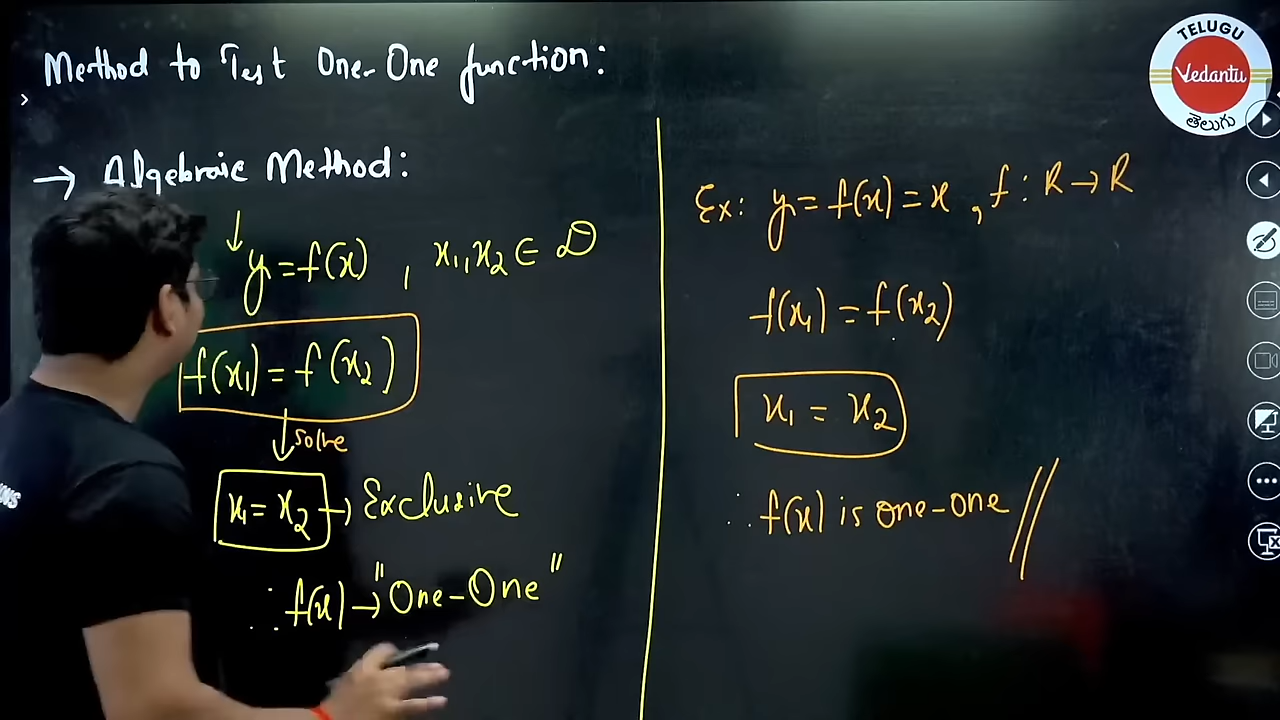 Method to Test One-One function:
→ Algebraic Method:
y = f(x) , x₁, x₂ ∈ D
f(x₁) = f(x₂)
↓ solve
x₁ = x₂ → Exclusive
∴ f(x) → "One-One"
Ex: y = f(x) = x , f : R → R
f(x₁) = f(x₂)
x₁ = x₂
∴ f(x) is one-one //
TELUGU
Vedantu
తెలుగు